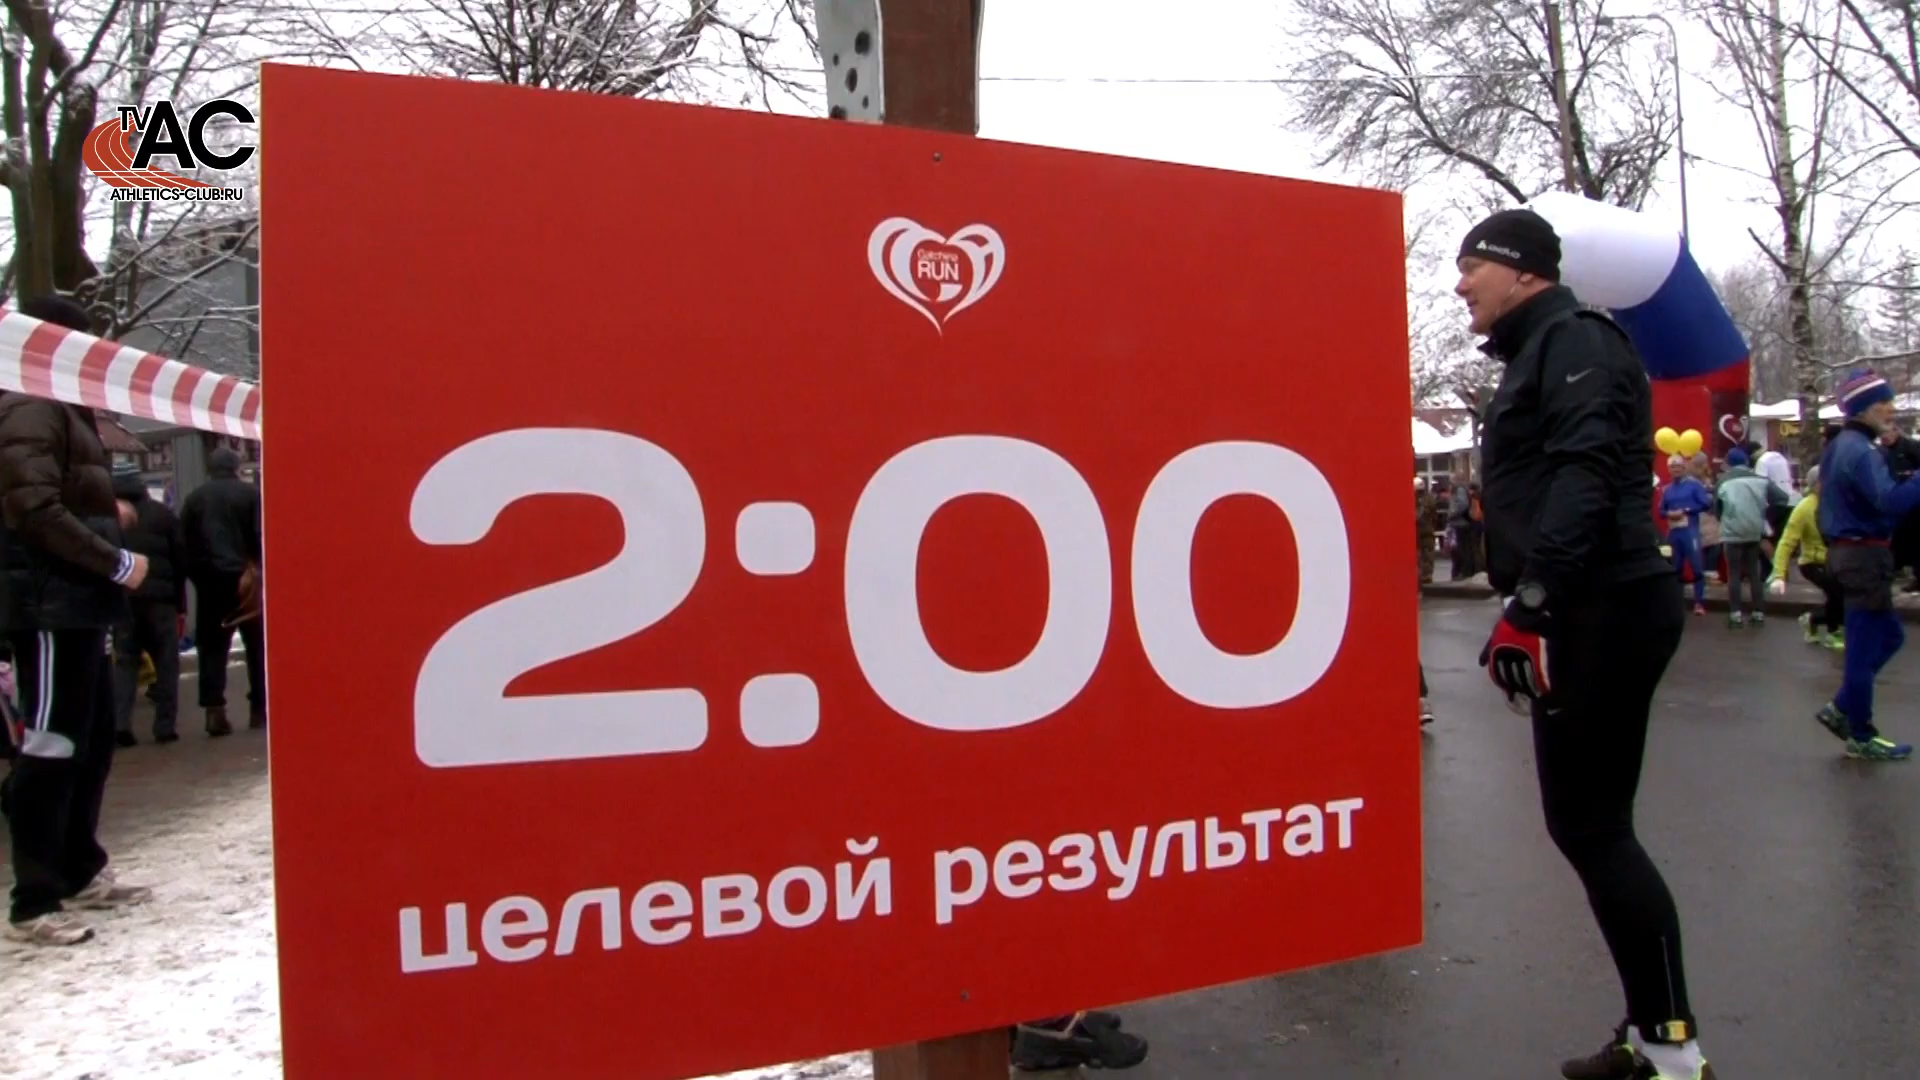 TV AC
ATHLETICS-CLUB.RU
Gatchina
RUN
2:00
целевой результат